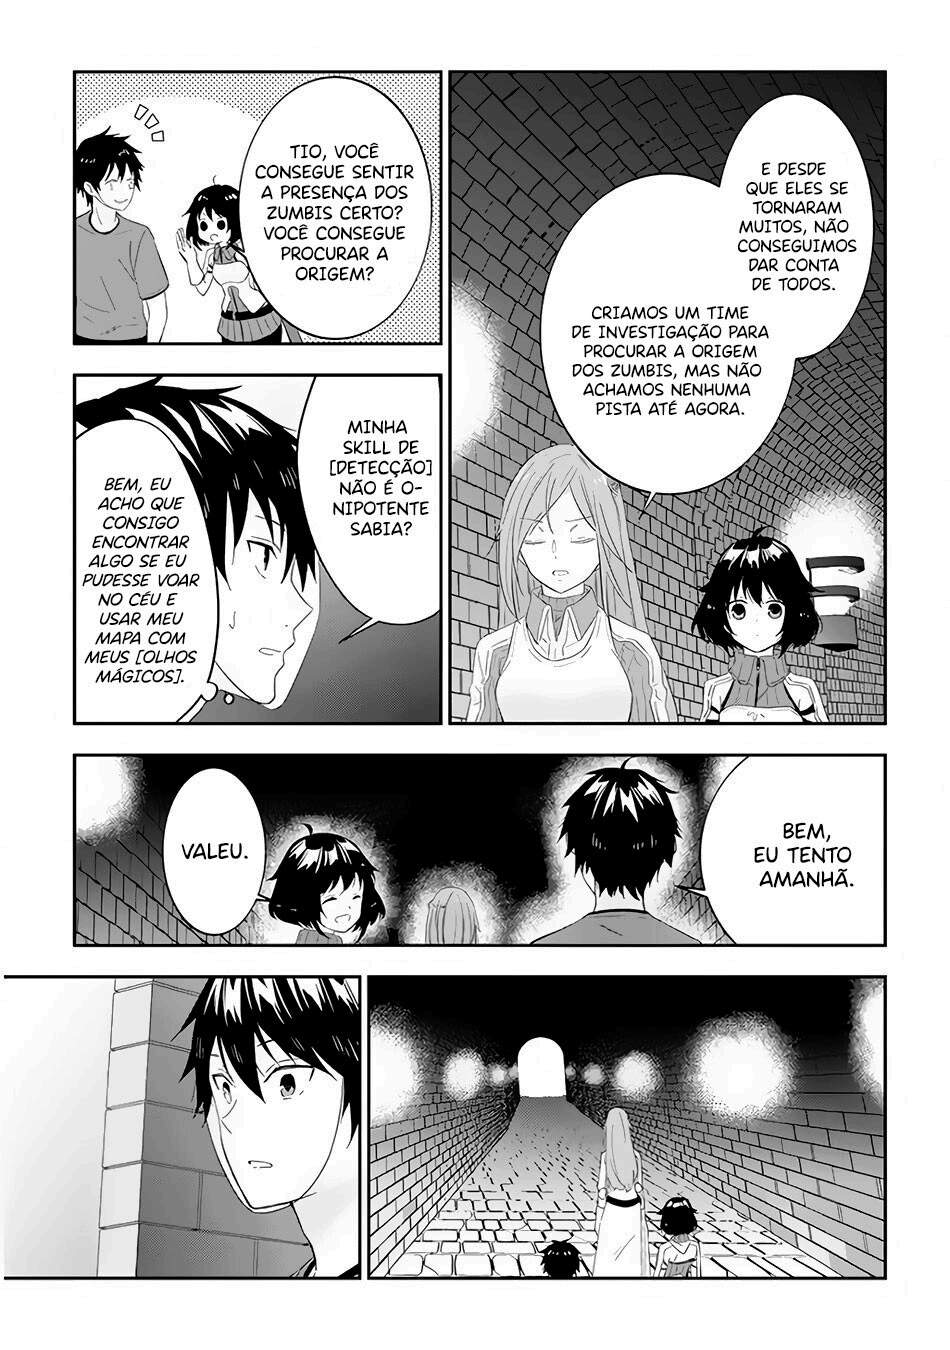 E DESDE
QUE ELES SE
TORNARAM
MUITOS, NÃO
CONSEGUIMOS
DAR CONTA
DE TODOS.
CRIAMOS UM TIME
DE INVESTIGAÇÃO PARA
PROCURAR A ORIGEM
DOS ZUMBIS, MAS NÃO
ACHAMOS NENHUMA
PISTA ATÉ AGORA.
TIO, VOCÊ
CONSEGUE SENTIR
A PRESENÇA DOS
ZUMBIS CERTO?
VOCÊ CONSEGUE
PROCURAR A
ORIGEM?
MINHA
SKILL DE
[DETECÇÃO]
NÃO É O-
NIPOTENTE
SABIA?
BEM, EU
ACHO QUE
CONSIGO
ENCONTRAR
ALGO SE EU
PUDESSE VOAR
NO CÉU E
USAR MEU
MAPA COM
MEUS [OLHOS
MÁGICOS].
BEM,
EU TENTO
AMANHÃ.
VALEU.